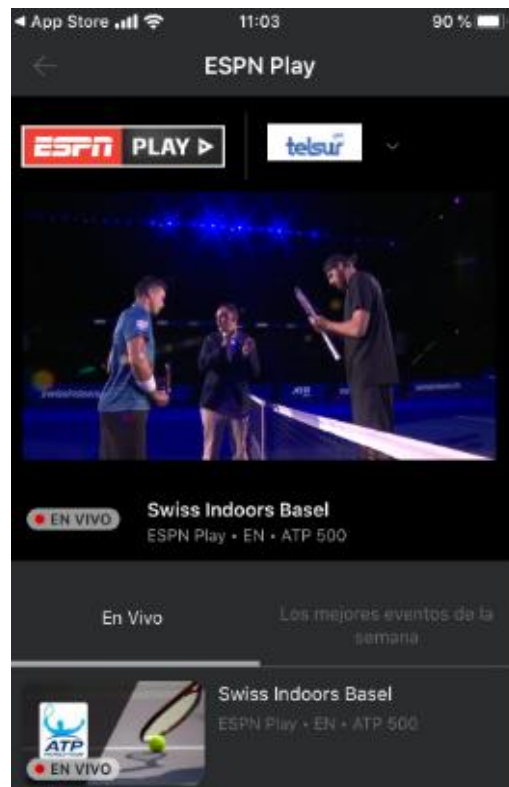 App Store 11:03 90 %
ESPN Play
ESPN PLAY
telsur
EN VIVO
Swiss Indoors Basel
ESPN Play • EN • ATP 500
En Vivo
Los mejores eventos de la
semana
Swiss Indoors Basel
ESPN Play • EN • ATP 500
ATP
EN VIVO